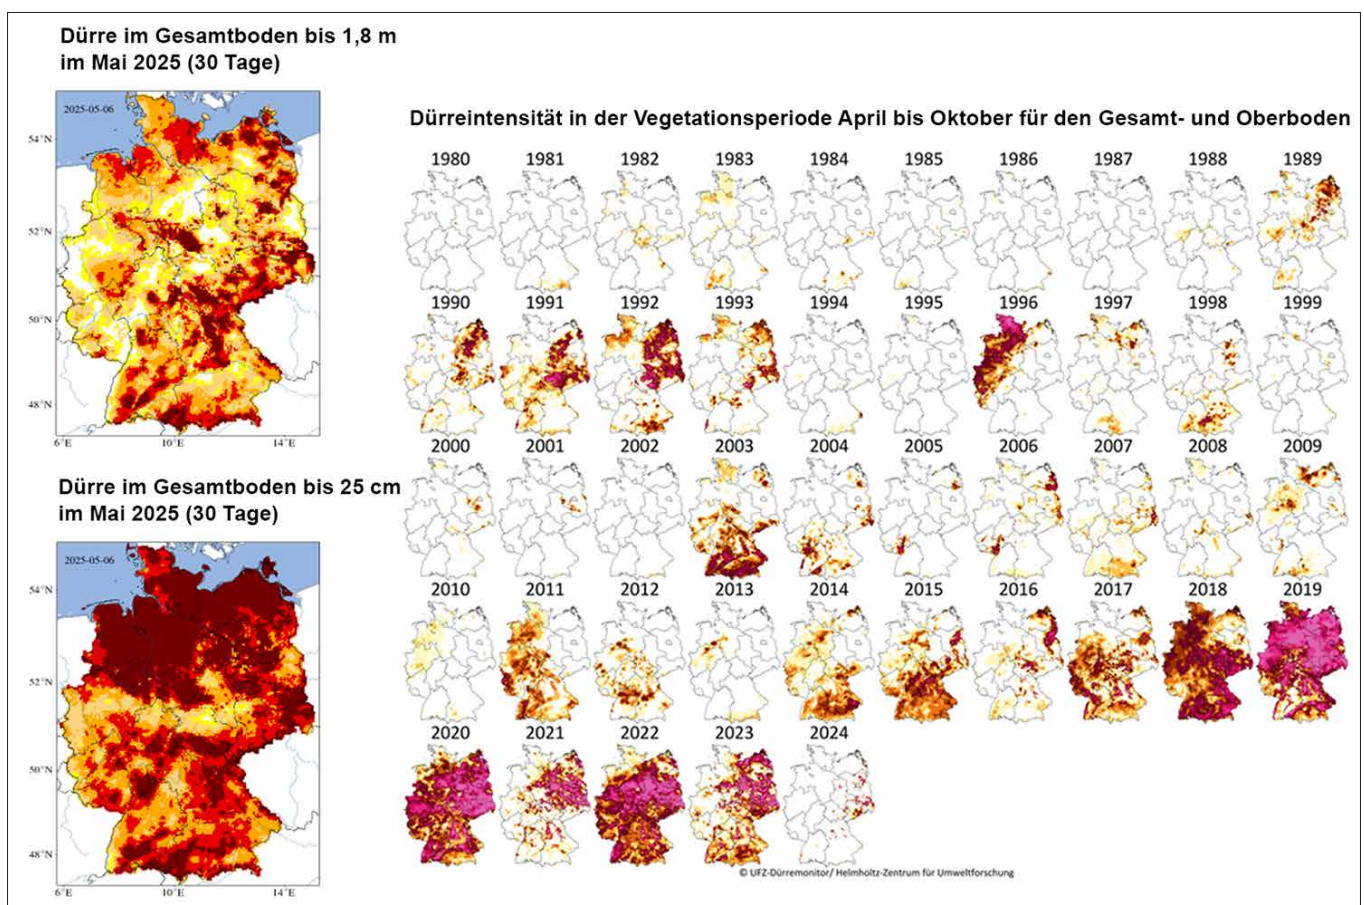 Dürre im Gesamtboden bis 1,8 m
im Mai 2025 (30 Tage)
2025-05-06
54°N
52°N
50°N
48°N
6°E 10°E 14°E
Dürre im Gesamtboden bis 25 cm
im Mai 2025 (30 Tage)
2025-05-06
54°N
52°N
50°N
48°N
6°E 10°E 14°E
Dürreintensität in der Vegetationsperiode April bis Oktober für den Gesamt- und Oberboden
1980 1981 1982 1983 1984 1985 1986 1987 1988 1989
1990 1991 1992 1993 1994 1995 1996 1997 1998 1999
2000 2001 2002 2003 2004 2005 2006 2007 2008 2009
2010 2011 2012 2013 2014 2015 2016 2017 2018 2019
2020 2021 2022 2023 2024
© UFZ-Dürremonitor/ Helmholtz-Zentrum für Umweltforschung